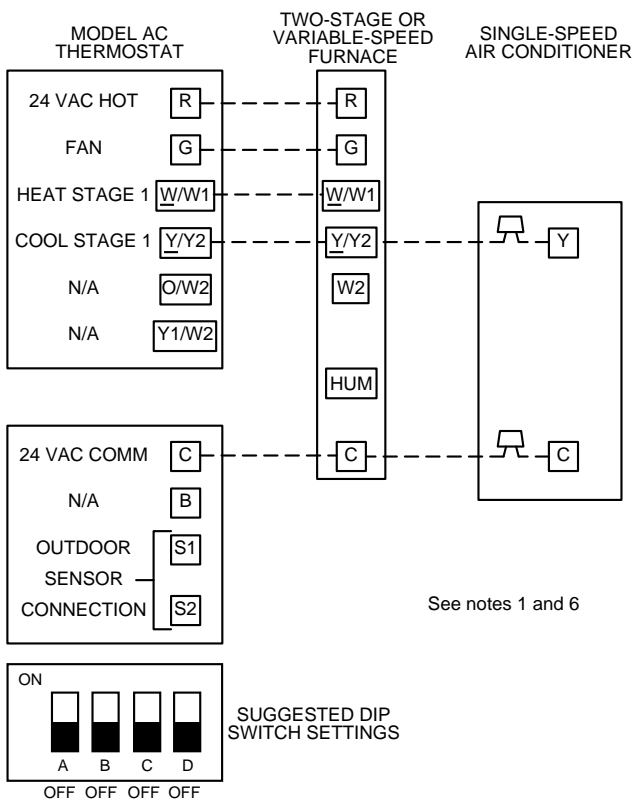 MODEL AC
THERMOSTAT
TWO-STAGE OR
VARIABLE-SPEED
FURNACE
SINGLE-SPEED
AIR CONDITIONER
24 VAC HOT R R
FAN G G
HEAT STAGE 1 W/W1 W/W1
COOL STAGE 1 Y/Y2 Y/Y2 Y
N/A O/W2 W2
N/A Y1/W2
HUM
24 VAC COMM C C C
N/A B
OUTDOOR S1
SENSOR
CONNECTION S2
See notes 1 and 6
ON
A B C D
OFF OFF OFF OFF
SUGGESTED DIP
SWITCH SETTINGS